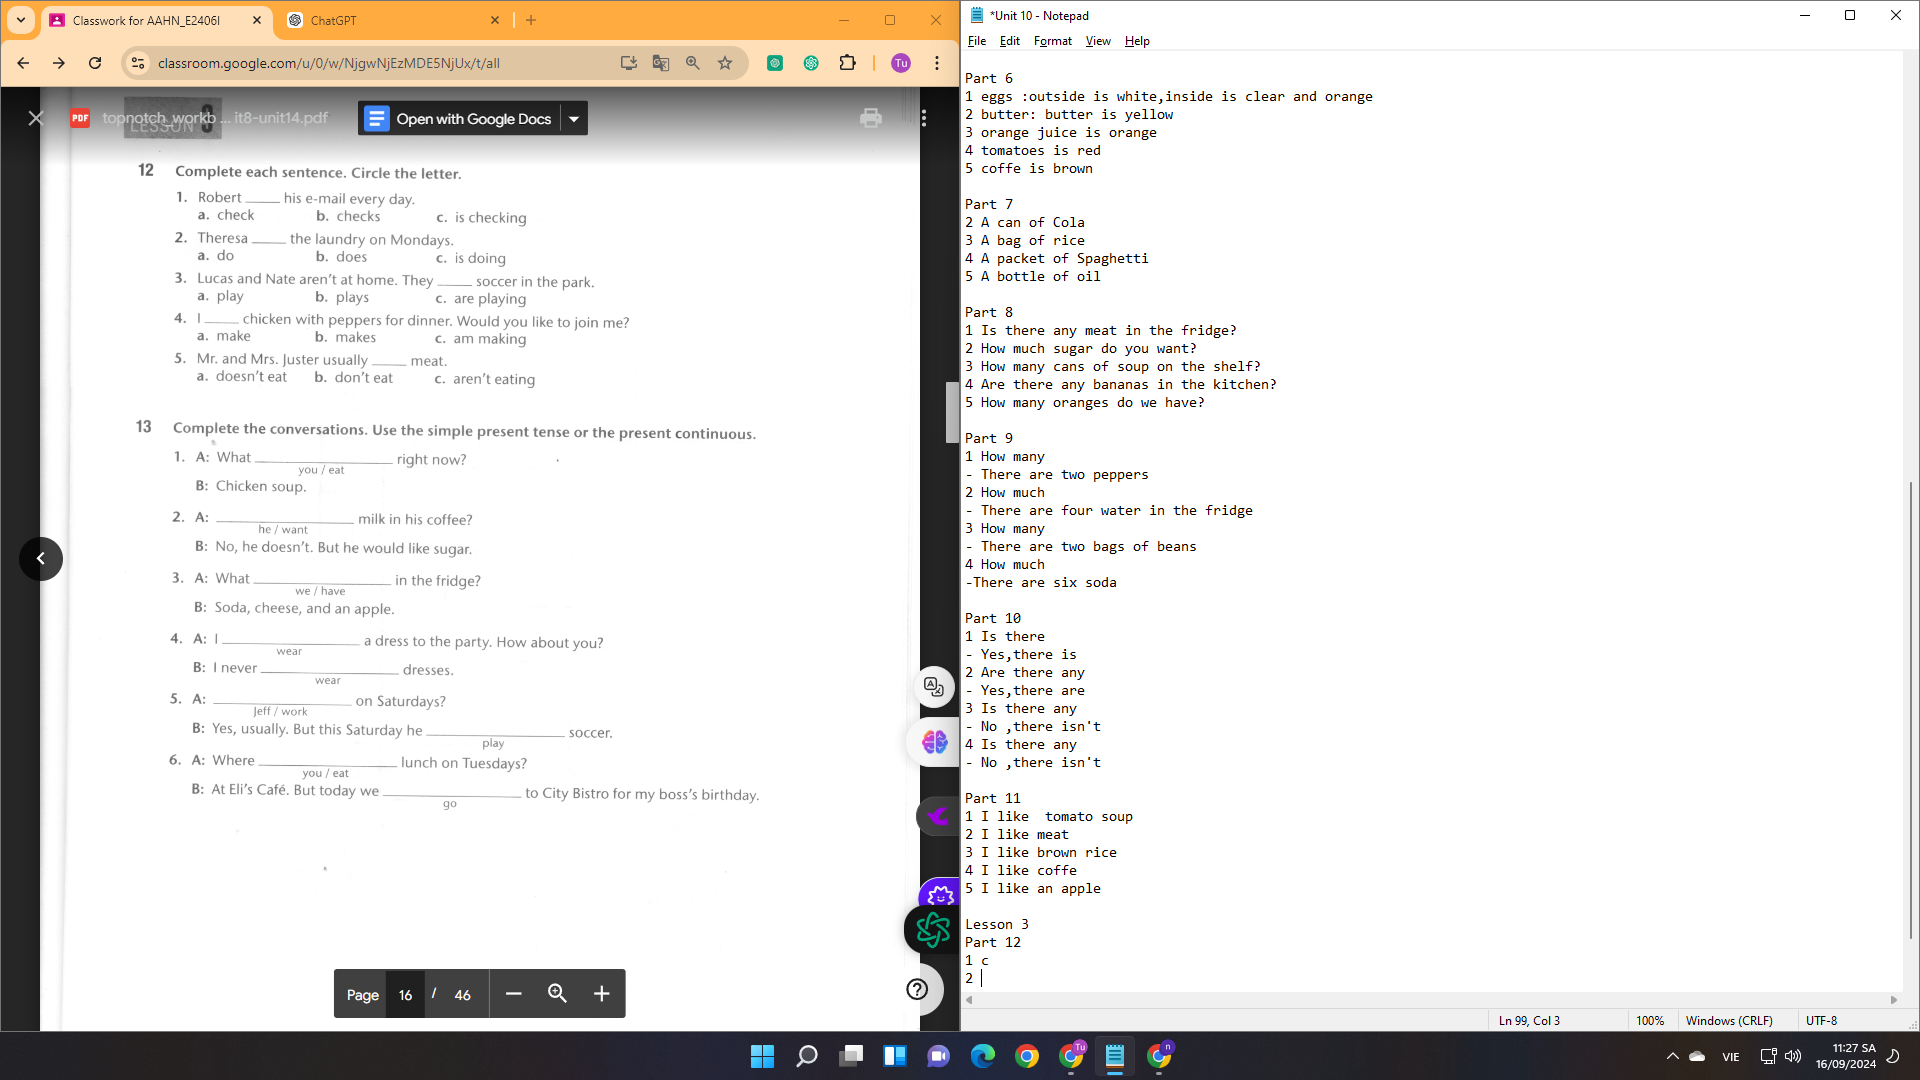 Classwork for AAHN_E2406I
ChatGPT
classroom.google.com/u/0/w/NjgwNjEzMDE5NjUx/t/all
Tu
PDF
topnotch_workb ... it8-unit14.pdf
Open with Google Docs
LESSON 3
12 Complete each sentence. Circle the letter.
1. Robert ____ his e-mail every day.
a. check b. checks c. is checking
2. Theresa ____ the laundry on Mondays.
a. do b. does c. is doing
3. Lucas and Nate aren't at home. They ____ soccer in the park.
a. play b. plays c. are playing
4. I ____ chicken with peppers for dinner. Would you like to join me?
a. make b. makes c. am making
5. Mr. and Mrs. Juster usually ____ meat.
a. doesn't eat b. don't eat c. aren't eating
13 Complete the conversations. Use the simple present tense or the present continuous.
1. A: What ________________ right now?
you / eat
B: Chicken soup.
2. A: ________________ milk in his coffee?
he / want
B: No, he doesn't. But he would like sugar.
3. A: What ________________ in the fridge?
we / have
B: Soda, cheese, and an apple.
4. A: I ________________ a dress to the party. How about you?
wear
B: I never ________________ dresses.
wear
5. A: ________________ on Saturdays?
Jeff / work
B: Yes, usually. But this Saturday he ________________ soccer.
play
6. A: Where ________________ lunch on Tuesdays?
you / eat
B: At Eli's Café. But today we ________________ to City Bistro for my boss's birthday.
go
Page 16 / 46
*Unit 10 - Notepad
File Edit Format View Help
Part 6
1 eggs :outside is white,inside is clear and orange
2 butter: butter is yellow
3 orange juice is orange
4 tomatoes is red
5 coffe is brown
Part 7
2 A can of Cola
3 A bag of rice
4 A packet of Spaghetti
5 A bottle of oil
Part 8
1 Is there any meat in the fridge?
2 How much sugar do you want?
3 How many cans of soup on the shelf?
4 Are there any bananas in the kitchen?
5 How many oranges do we have?
Part 9
1 How many
- There are two peppers
2 How much
- There are four water in the fridge
3 How many
- There are two bags of beans
4 How much
-There are six soda
Part 10
1 Is there
- Yes,there is
2 Are there any
- Yes,there are
3 Is there any
- No ,there isn't
4 Is there any
- No ,there isn't
Part 11
1 I like  tomato soup
2 I like meat
3 I like brown rice
4 I like coffe
5 I like an apple
Lesson 3
Part 12
1 c
2
Ln 99, Col 3 100% Windows (CRLF) UTF-8
Tu
n
VIE
11:27 SA
16/09/2024